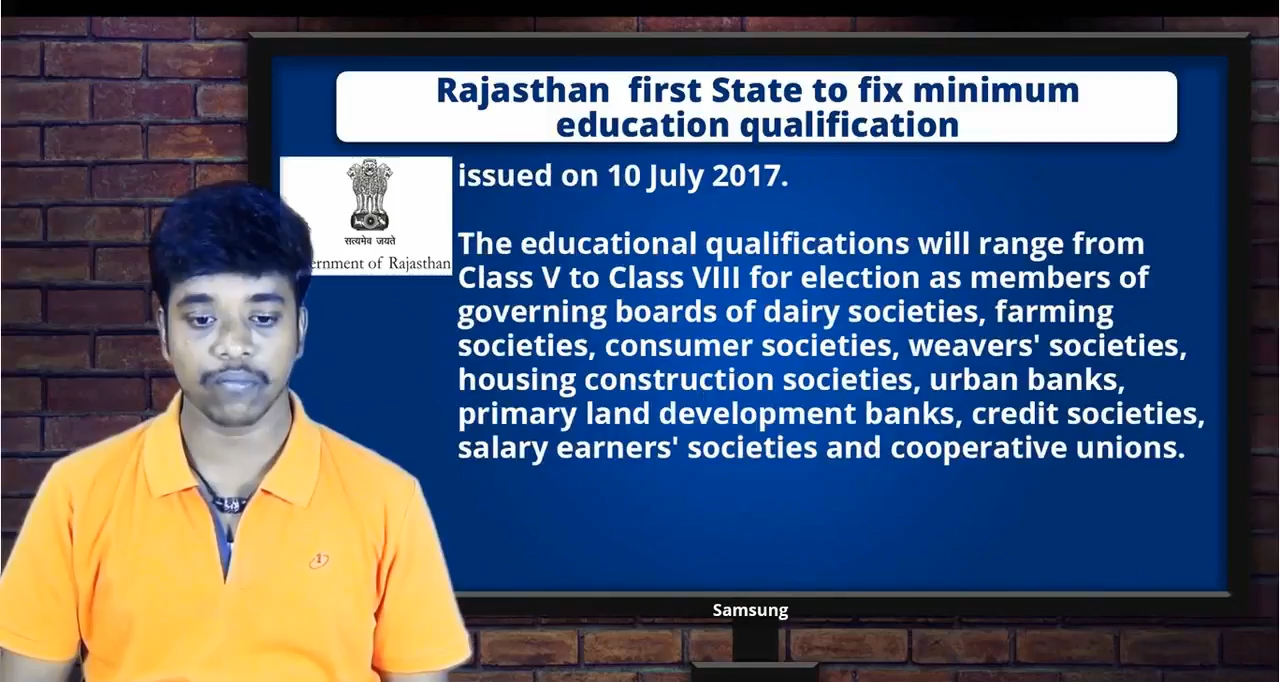 Rajasthan first State to fix minimum
education qualification
सत्यमेव जयते
ernment of Rajasthan
issued on 10 July 2017.
The educational qualifications will range from
Class V to Class VIII for election as members of
governing boards of dairy societies, farming
societies, consumer societies, weavers' societies,
housing construction societies, urban banks,
primary land development banks, credit societies,
salary earners' societies and cooperative unions.
Samsung
1